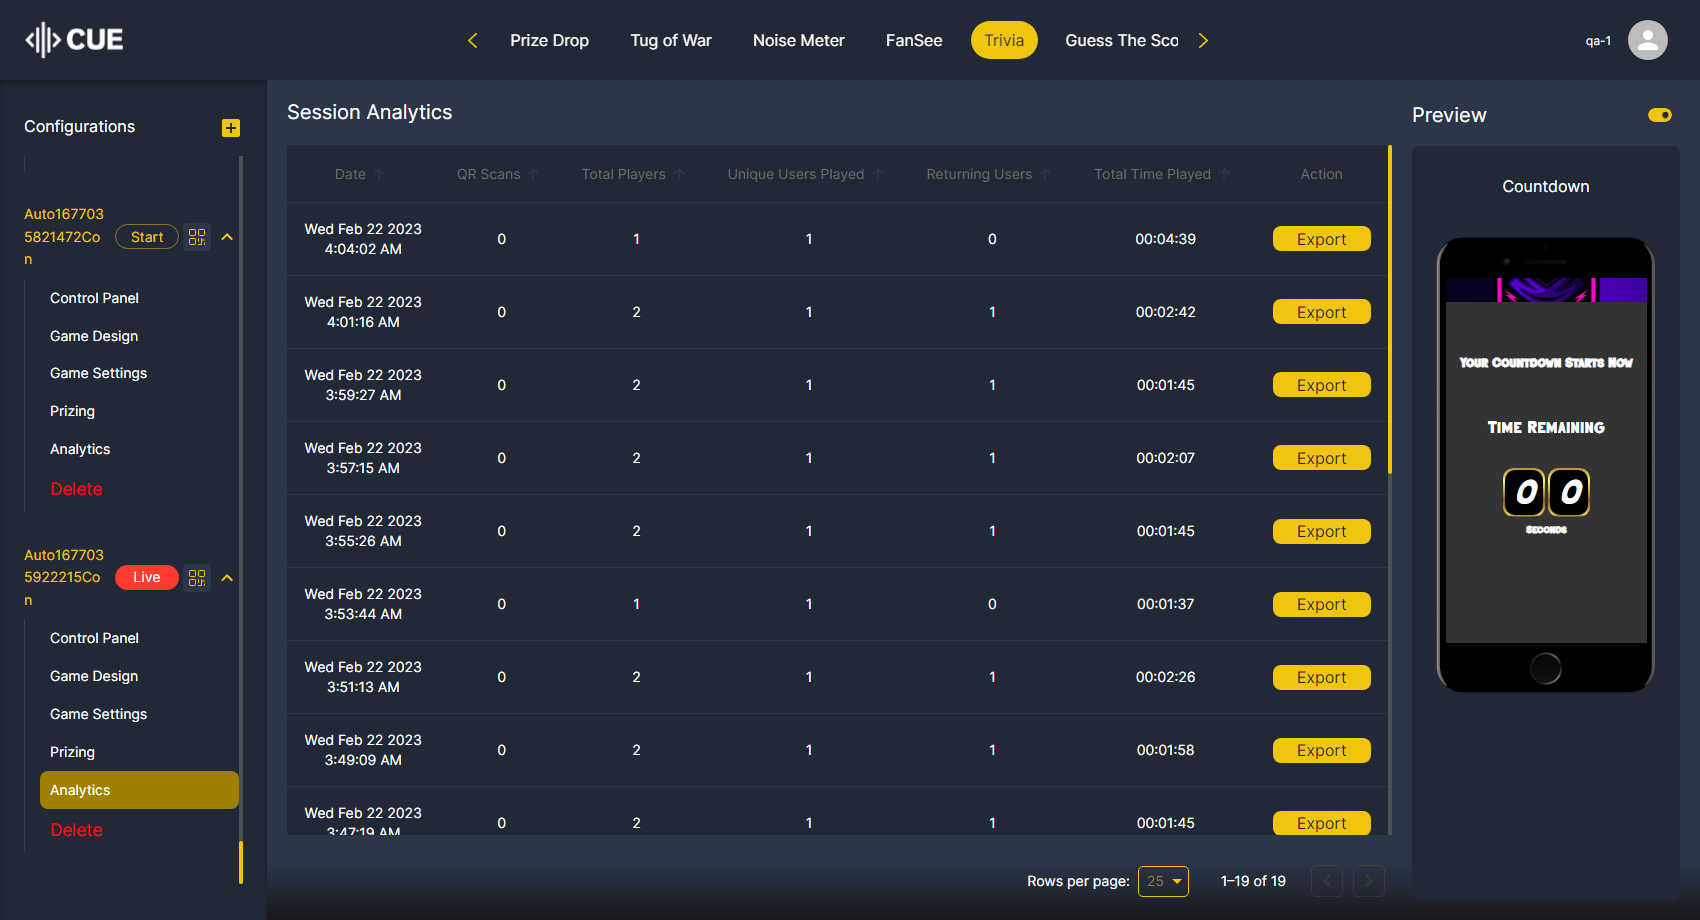 CUE
Prize Drop
Tug of War
Noise Meter
FanSee
Trivia
Guess The Sco
qa-1
Configurations
Auto167703
5821472Co
n
Start
Control Panel
Game Design
Game Settings
Prizing
Analytics
Delete
Auto167703
5922215Co
n
Live
Control Panel
Game Design
Game Settings
Prizing
Analytics
Delete
Session Analytics
Date QR Scans Total Players Unique Users Played Returning Users Total Time Played Action
Wed Feb 22 2023
4:04:02 AM
0 1 1 0 00:04:39 Export
Wed Feb 22 2023
4:01:16 AM
0 2 1 1 00:02:42 Export
Wed Feb 22 2023
3:59:27 AM
0 2 1 1 00:01:45 Export
Wed Feb 22 2023
3:57:15 AM
0 2 1 1 00:02:07 Export
Wed Feb 22 2023
3:55:26 AM
0 2 1 1 00:01:45 Export
Wed Feb 22 2023
3:53:44 AM
0 1 1 0 00:01:37 Export
Wed Feb 22 2023
3:51:13 AM
0 2 1 1 00:02:26 Export
Wed Feb 22 2023
3:49:09 AM
0 2 1 1 00:01:58 Export
Wed Feb 22 2023
3:47:19 AM
0 2 1 1 00:01:45 Export
Rows per page: 25 1–19 of 19
Preview
Countdown
Your Countdown Starts Now
Time Remaining
0 0
Seconds